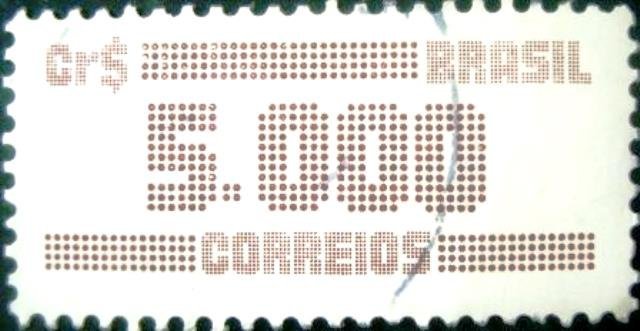 Cr$ BRASIL
5.000
CORREIOS